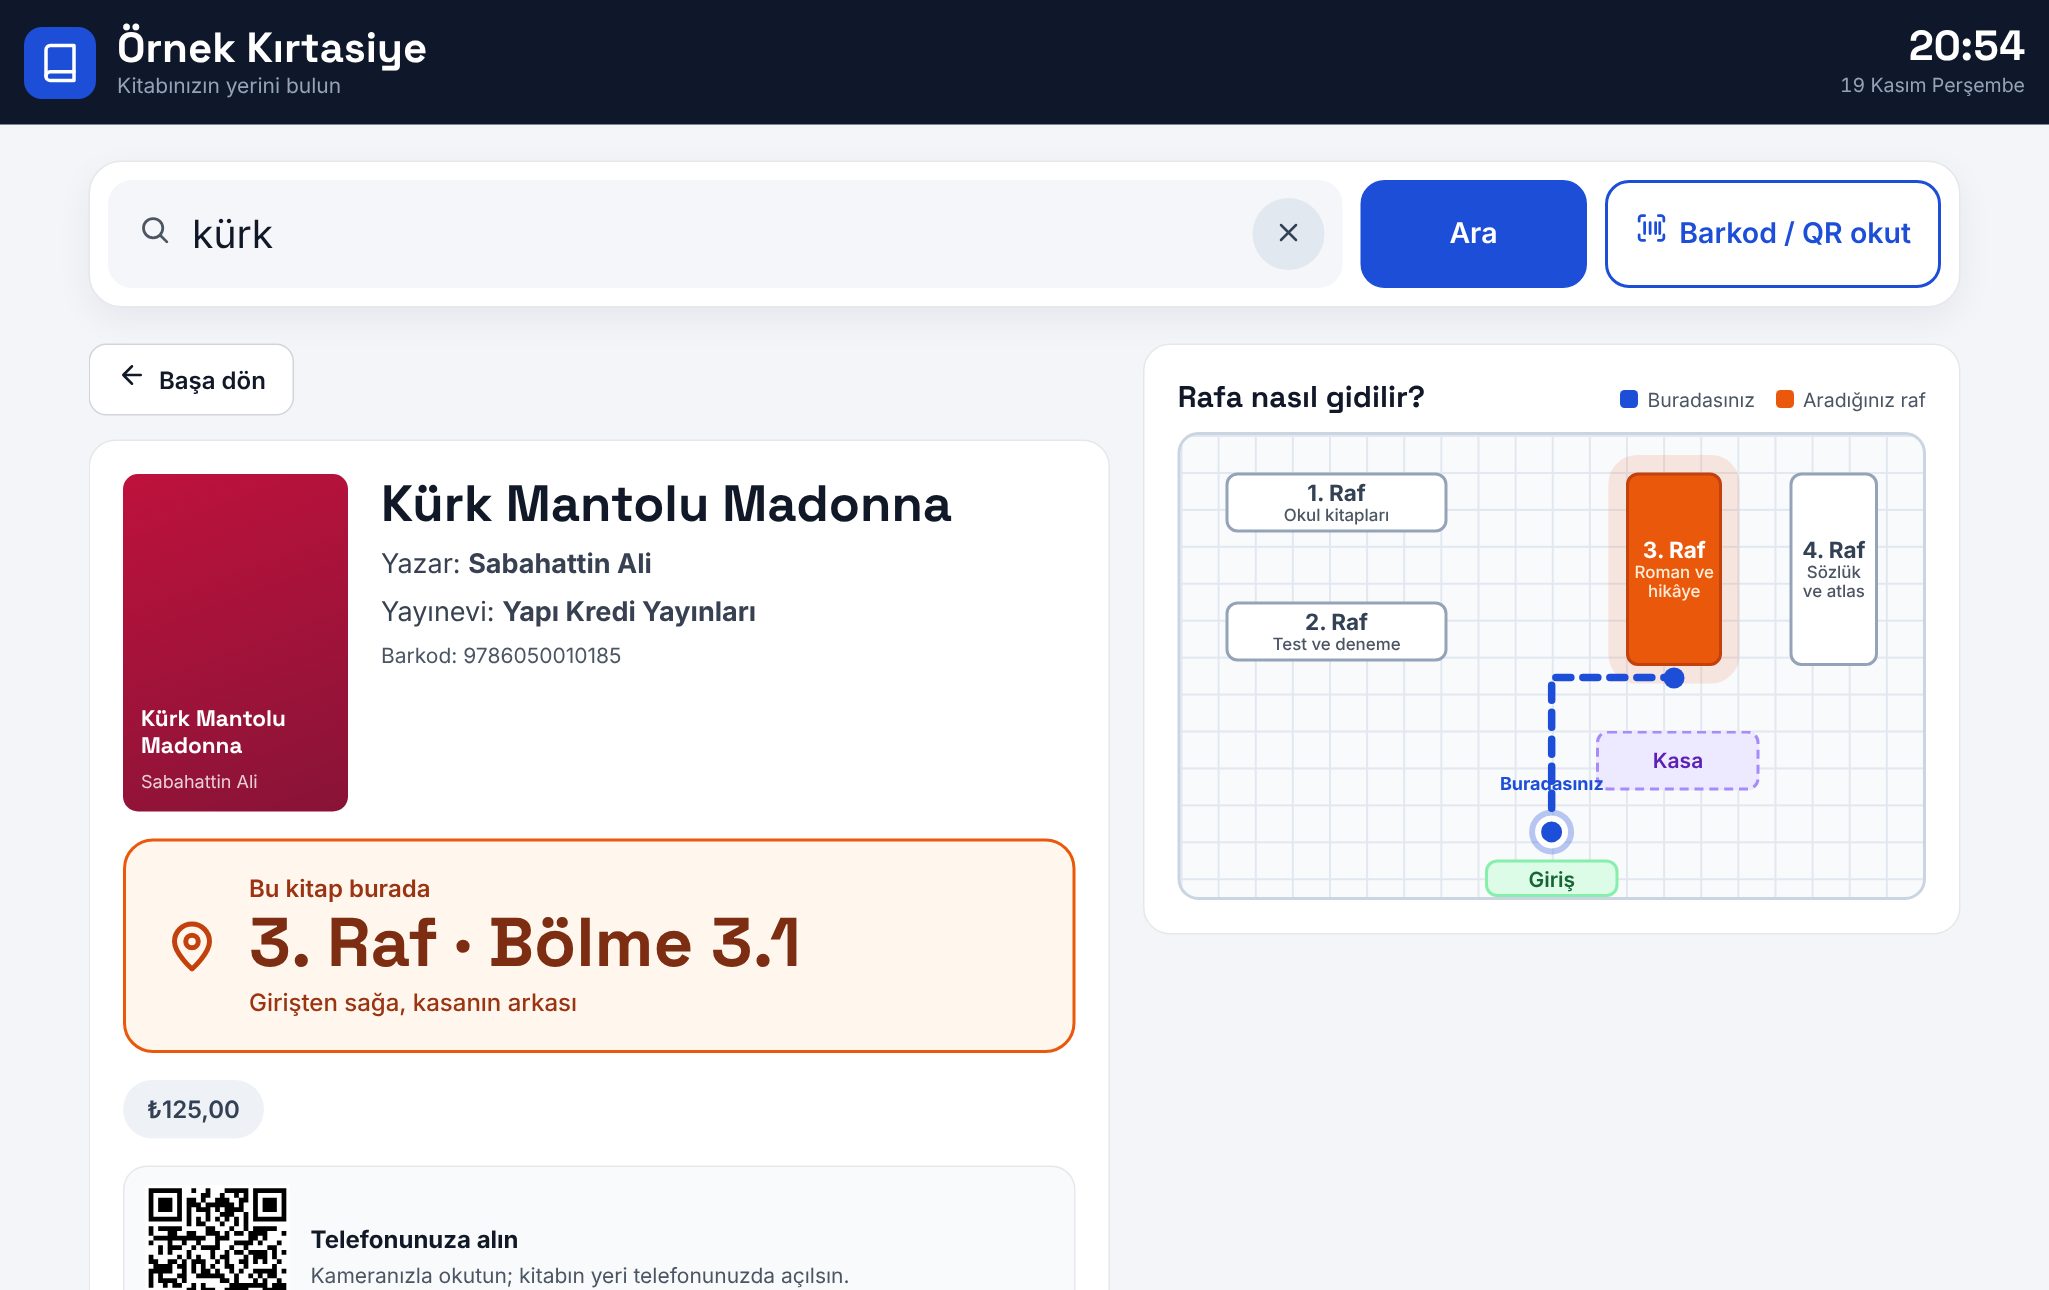 Örnek Kırtasiye
Kitabınızın yerini bulun
20:54
19 Kasım Perşembe
kürk
Ara
Barkod / QR okut
Başa dön
Kürk Mantolu
Madonna
Sabahattin Ali
Kürk Mantolu Madonna
Yazar: Sabahattin Ali
Yayınevi: Yapı Kredi Yayınları
Barkod: 9786050010185
Bu kitap burada
3. Raf · Bölme 3.1
Girişten sağa, kasanın arkası
₺125,00
Telefonunuza alın
Kameranızla okutun; kitabın yeri telefonunuzda açılsın.
Rafa nasıl gidilir?
Buradasınız
Aradığınız raf
1. Raf
Okul kitapları
2. Raf
Test ve deneme
3. Raf
Roman ve
hikâye
4. Raf
Sözlük
ve atlas
Kasa
Buradasınız
Giriş